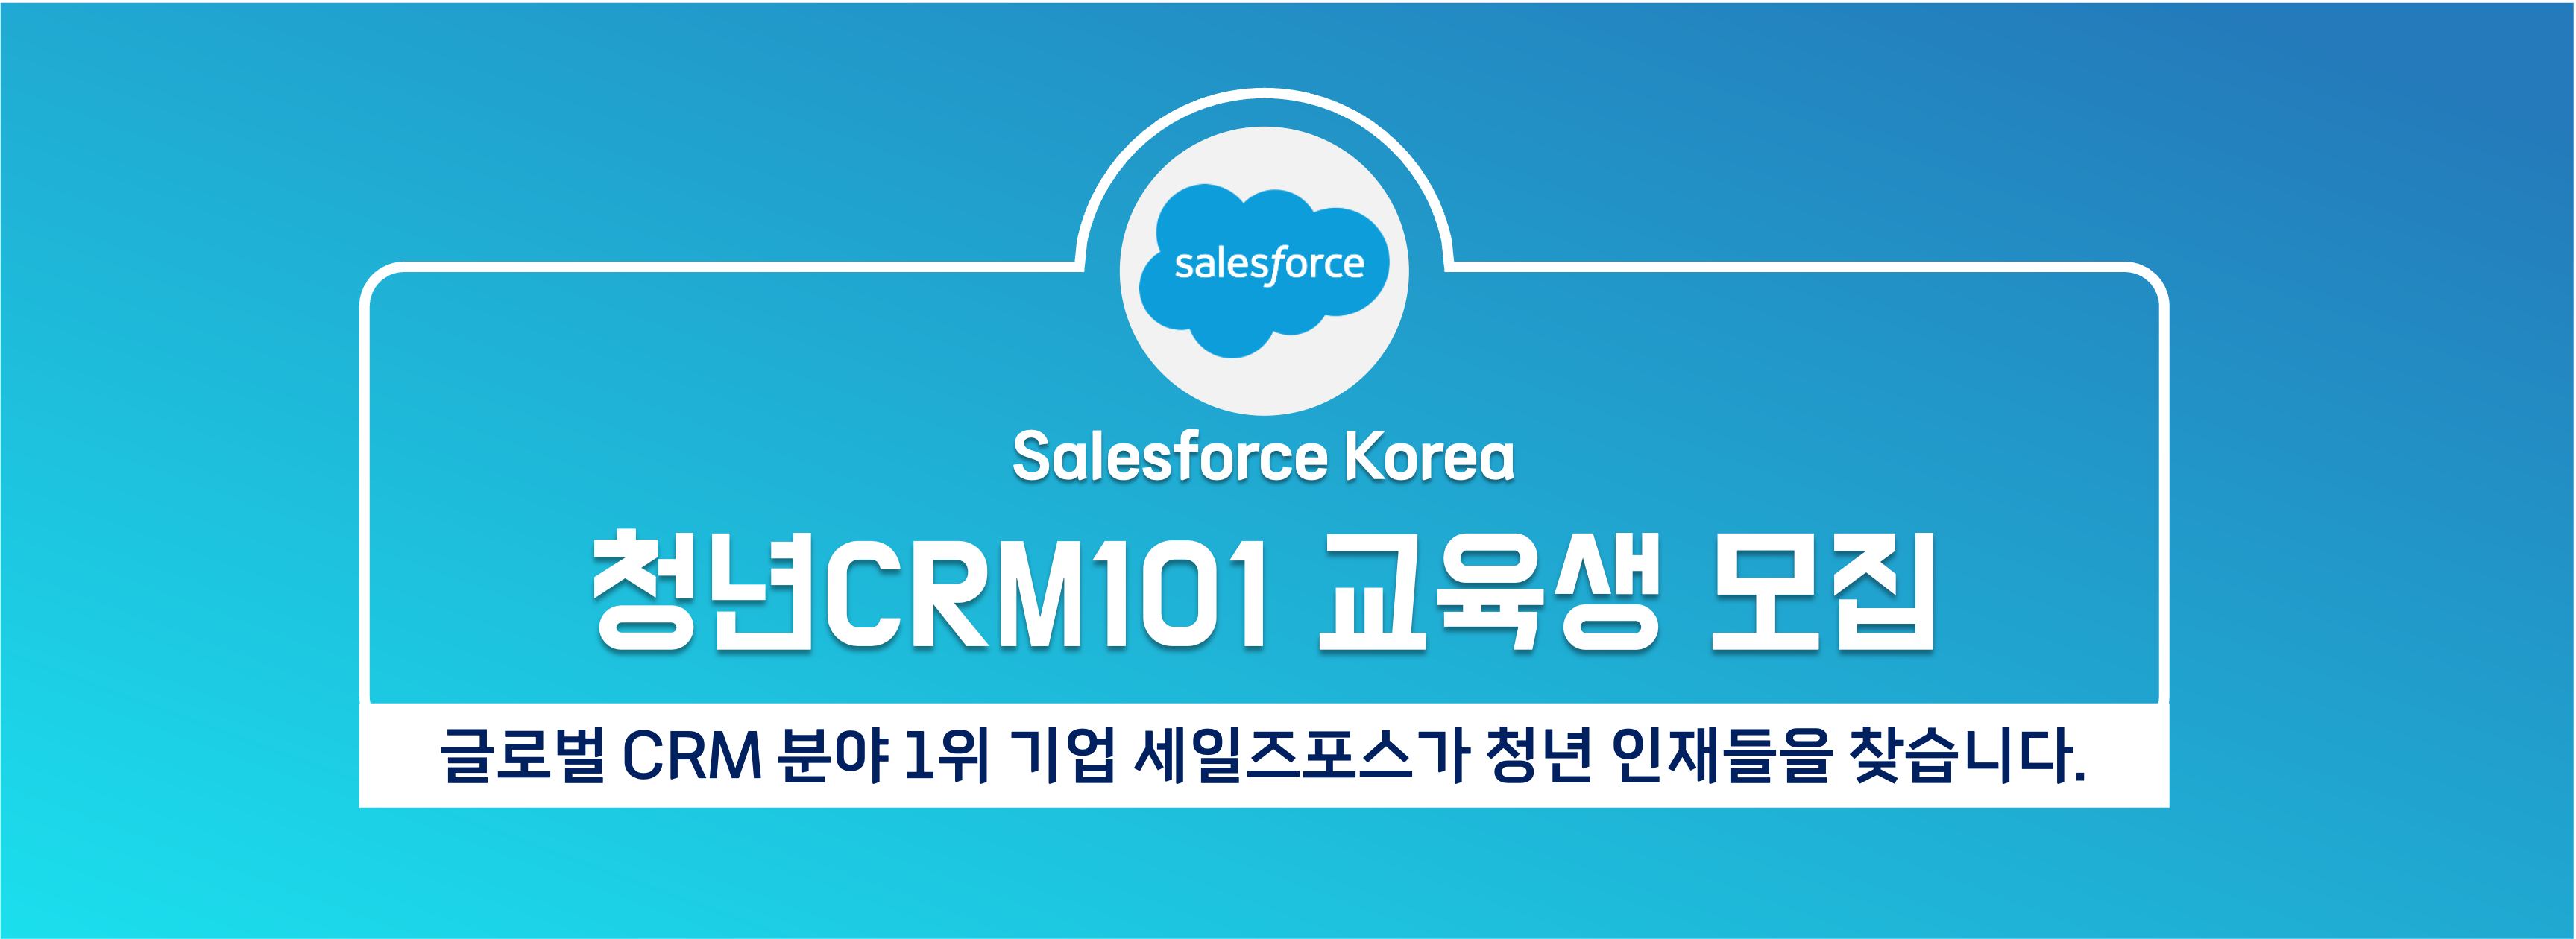 salesforce
Salesforce Korea
청년CRM101 교육생 모집
글로벌 CRM 분야 1위 기업 세일즈포스가 청년 인재들을 찾습니다.